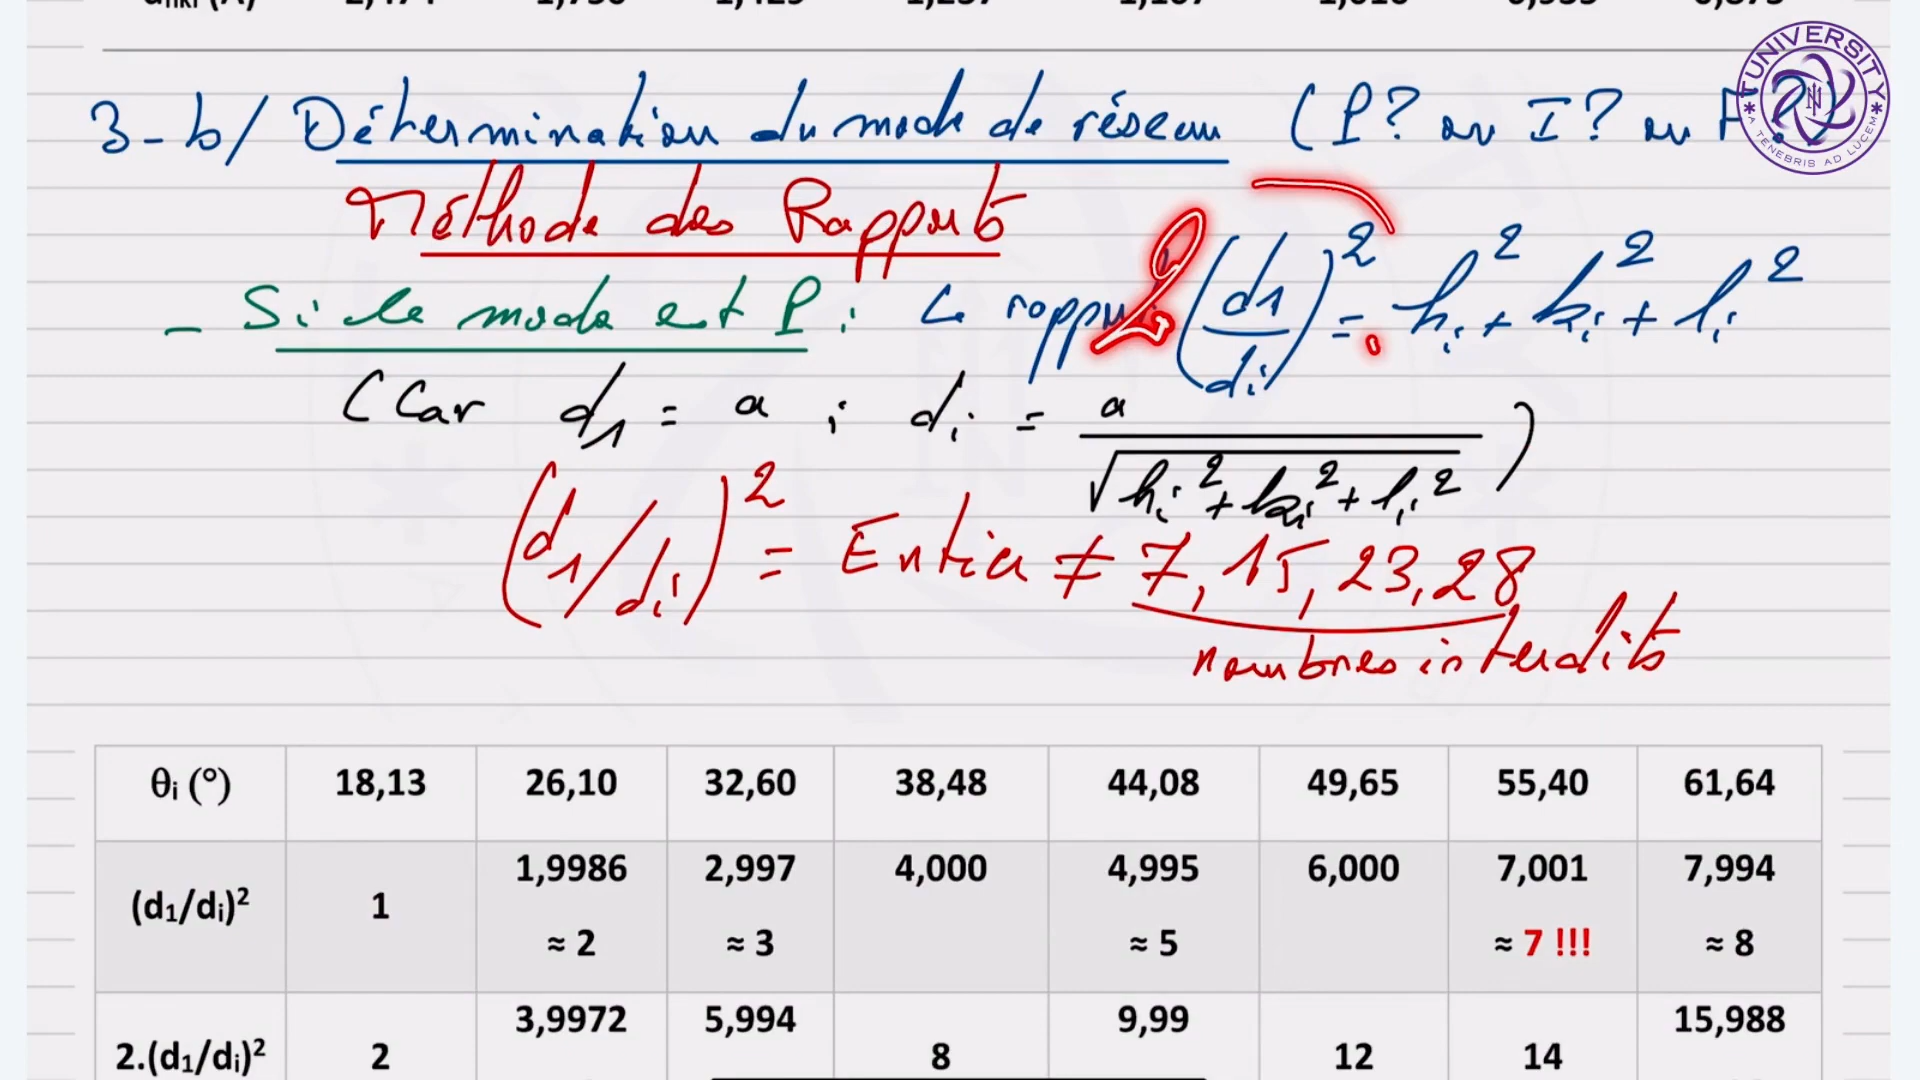 3-b/ Détermination du mode de réseau (P? ou I? ou F?)
Méthode des Rapports
- Si le mode est P : Le rapport 2 (d1/di)² = hi² + ki² + li²
(Car d1 = a ; di = a / √hi² + ki² + li² )
(d1/di)² = Entier ≠ 7, 15, 23, 28
nombres interdits
θi (°) 18,13 26,10 32,60 38,48 44,08 49,65 55,40 61,64
(d1/di)² 1 1,9986 ≈ 2 2,997 ≈ 3 4,000 4,995 ≈ 5 6,000 7,001 ≈ 7 !!! 7,994 ≈ 8
2.(d1/di)² 2 3,9972 5,994 8 9,99 12 14 15,988
TUNIVERSITY
A TENEBRIS AD LUCEM